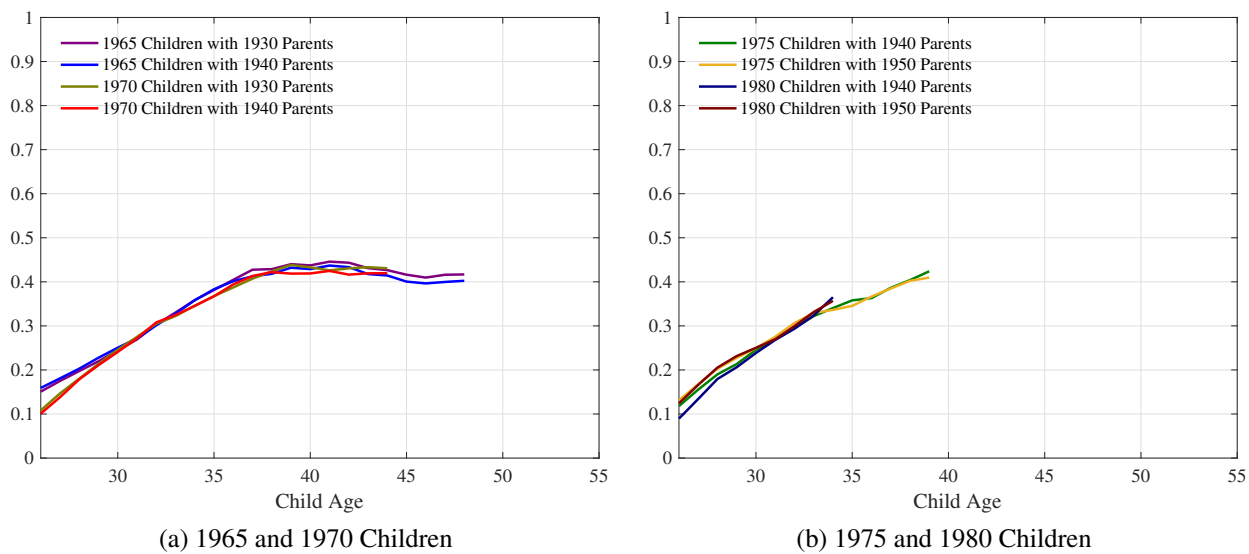 1
0.9
0.8
0.7
0.6
0.5
0.4
0.3
0.2
0.1
0
1965 Children with 1930 Parents
1965 Children with 1940 Parents
1970 Children with 1930 Parents
1970 Children with 1940 Parents
30 35 40 45 50 55
Child Age
(a) 1965 and 1970 Children
1
0.9
0.8
0.7
0.6
0.5
0.4
0.3
0.2
0.1
0
1975 Children with 1940 Parents
1975 Children with 1950 Parents
1980 Children with 1940 Parents
1980 Children with 1950 Parents
30 35 40 45 50 55
Child Age
(b) 1975 and 1980 Children